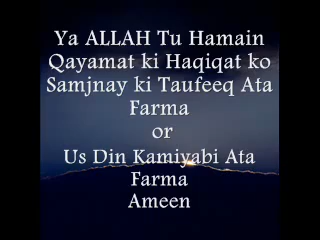 Ya ALLAH Tu Hamain
Qayamat ki Haqiqat ko
Samjnay ki Taufeeq Ata
Farma
or
Us Din Kamiyabi Ata
Farma
Ameen